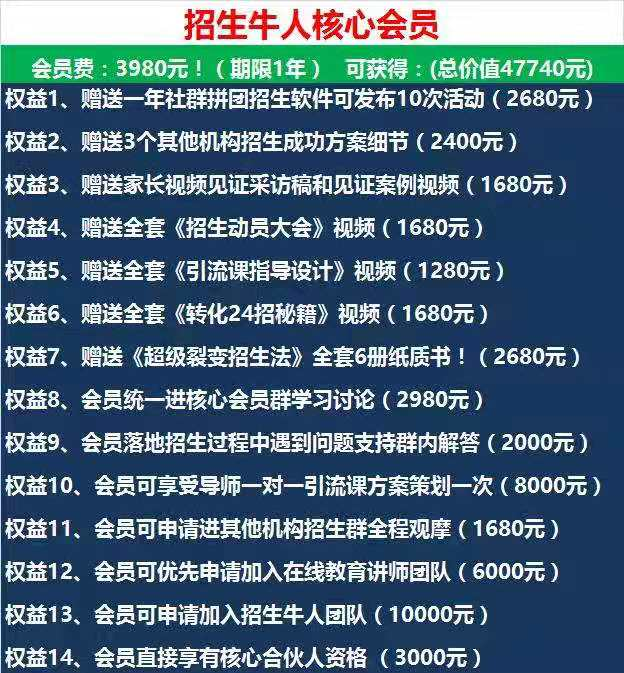 招生牛人核心会员
会员费：3980元！（期限1年） 可获得：(总价值47740元)
权益1、赠送一年社群拼团招生软件可发布10次活动（2680元）
权益2、赠送3个其他机构招生成功方案细节（2400元）
权益3、赠送家长视频见证采访稿和见证案例视频（1680元）
权益4、赠送全套《招生动员大会》视频（1680元）
权益5、赠送全套《引流课指导设计》视频（1280元）
权益6、赠送全套《转化24招秘籍》视频（1680元）
权益7、赠送《超级裂变招生法》全套6册纸质书！（2680元）
权益8、会员统一进核心会员群学习讨论（2980元）
权益9、会员落地招生过程中遇到问题支持群内解答（2000元）
权益10、会员可享受导师一对一引流课方案策划一次（8000元）
权益11、会员可申请进其他机构招生群全程观摩（1680元）
权益12、会员可优先申请加入在线教育讲师团队（6000元）
权益13、会员可申请加入招生牛人团队（10000元）
权益14、会员直接享有核心合伙人资格 （3000元）